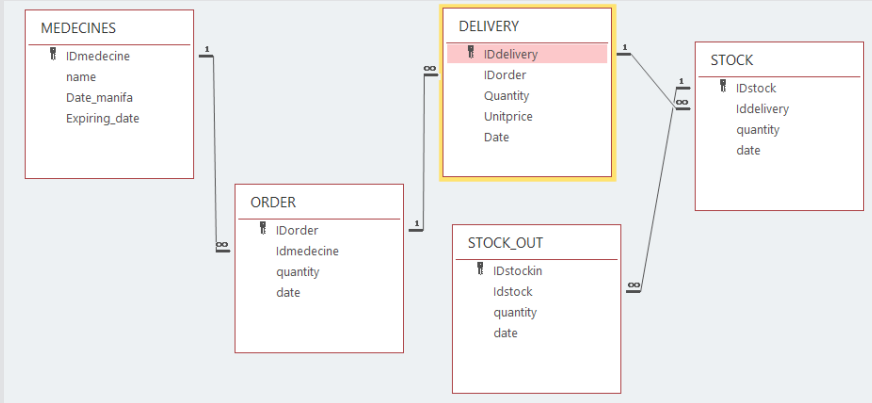 MEDECINES
IDmedecine
name
Date_manifa
Expiring_date
1
∞
ORDER
IDorder
Idmedecine
quantity
date
1
∞
DELIVERY
IDdelivery
IDorder
Quantity
Unitprice
Date
1
∞
STOCK
IDstock
Iddelivery
quantity
date
1
∞
STOCK_OUT
IDstockin
Idstock
quantity
date